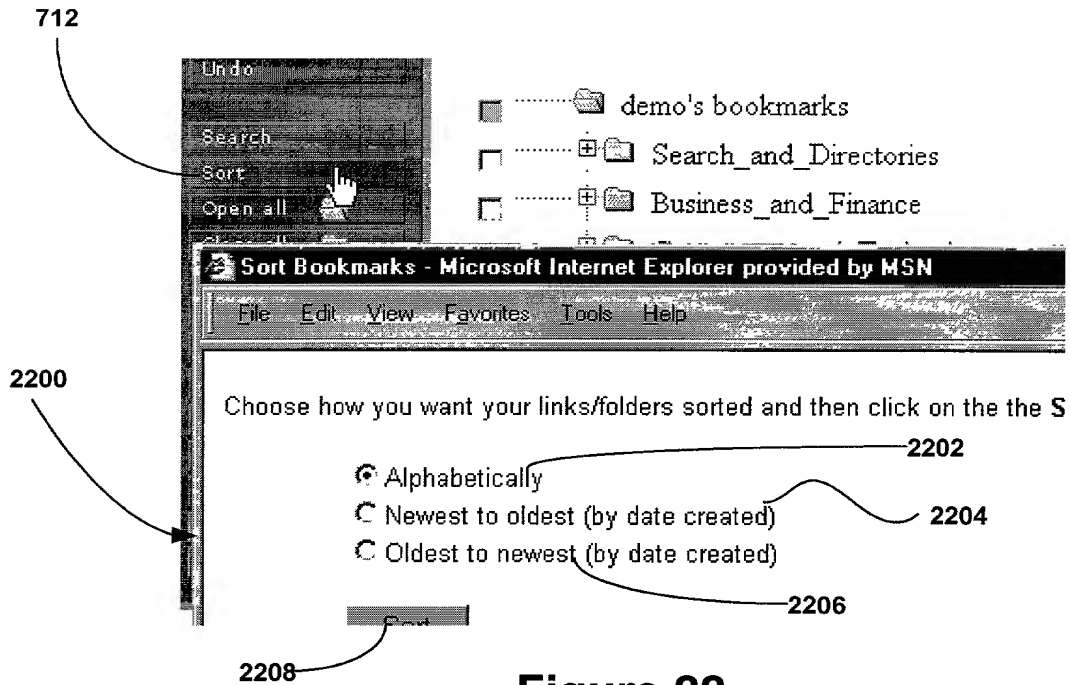 712
Undo
demo's bookmarks
Search
Search_and_Directories
Sort
Open all
Business_and_Finance
Sort Bookmarks - Microsoft Internet Explorer provided by MSN
File Edit View Favorites Tools Help
2200
Choose how you want your links/folders sorted and then click on the the S
2202
Alphabetically
Newest to oldest (by date created)
2204
Oldest to newest (by date created)
2206
Sort
2208